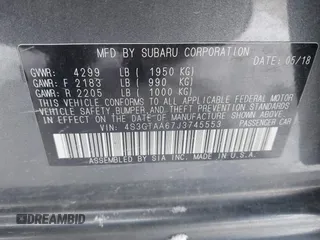 MFD BY SUBARU CORPORATION
DATE: 05/18
GVWR: 4299 LB ( 1950 KG)
GAWR: F 2183 LB ( 990 KG)
GAWR: R 2205 LB ( 1000 KG)
THIS VEHICLE CONFORMS TO ALL APPLICABLE FEDERAL MOTOR
VEHICLE SAFETY, BUMPER AND THEFT PREVENTION STANDARDS
IN EFFECT ON THE DATE OF MANUFACTURE SHOWN ABOVE.
4S3GTAA67J3745553 PASSENGER CAR
ASSEMBLED BY SIA INC. MADE IN U.S.A.
DREAMBID